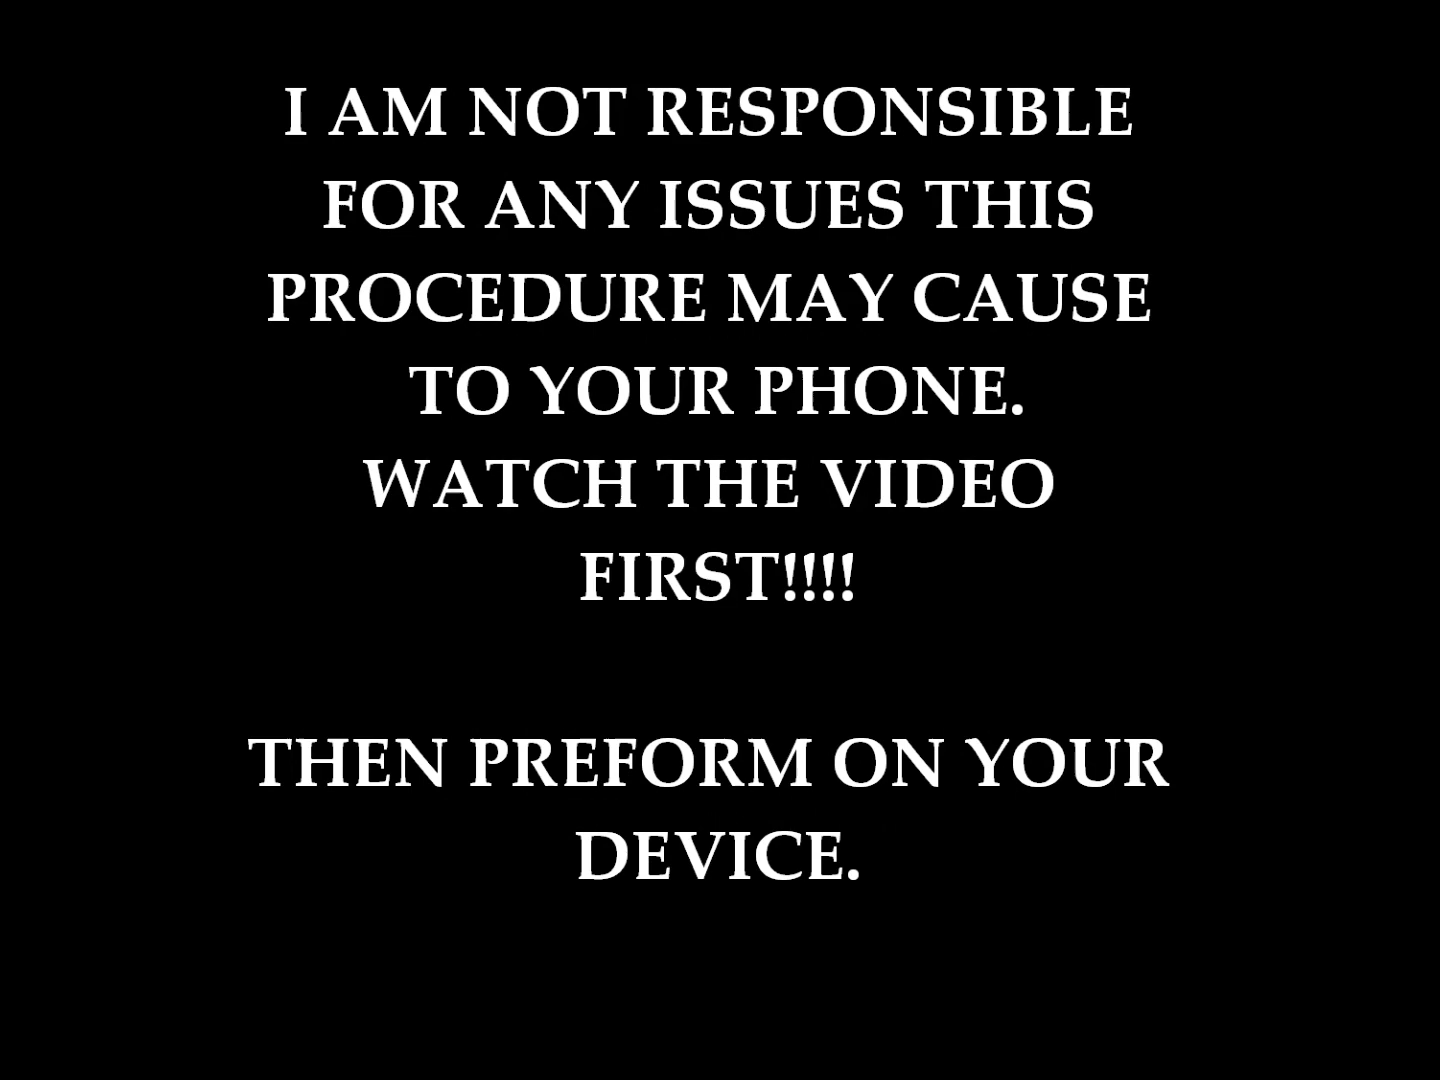 I AM NOT RESPONSIBLE
FOR ANY ISSUES THIS
PROCEDURE MAY CAUSE
TO YOUR PHONE.
WATCH THE VIDEO
FIRST!!!!
THEN PREFORM ON YOUR
DEVICE.